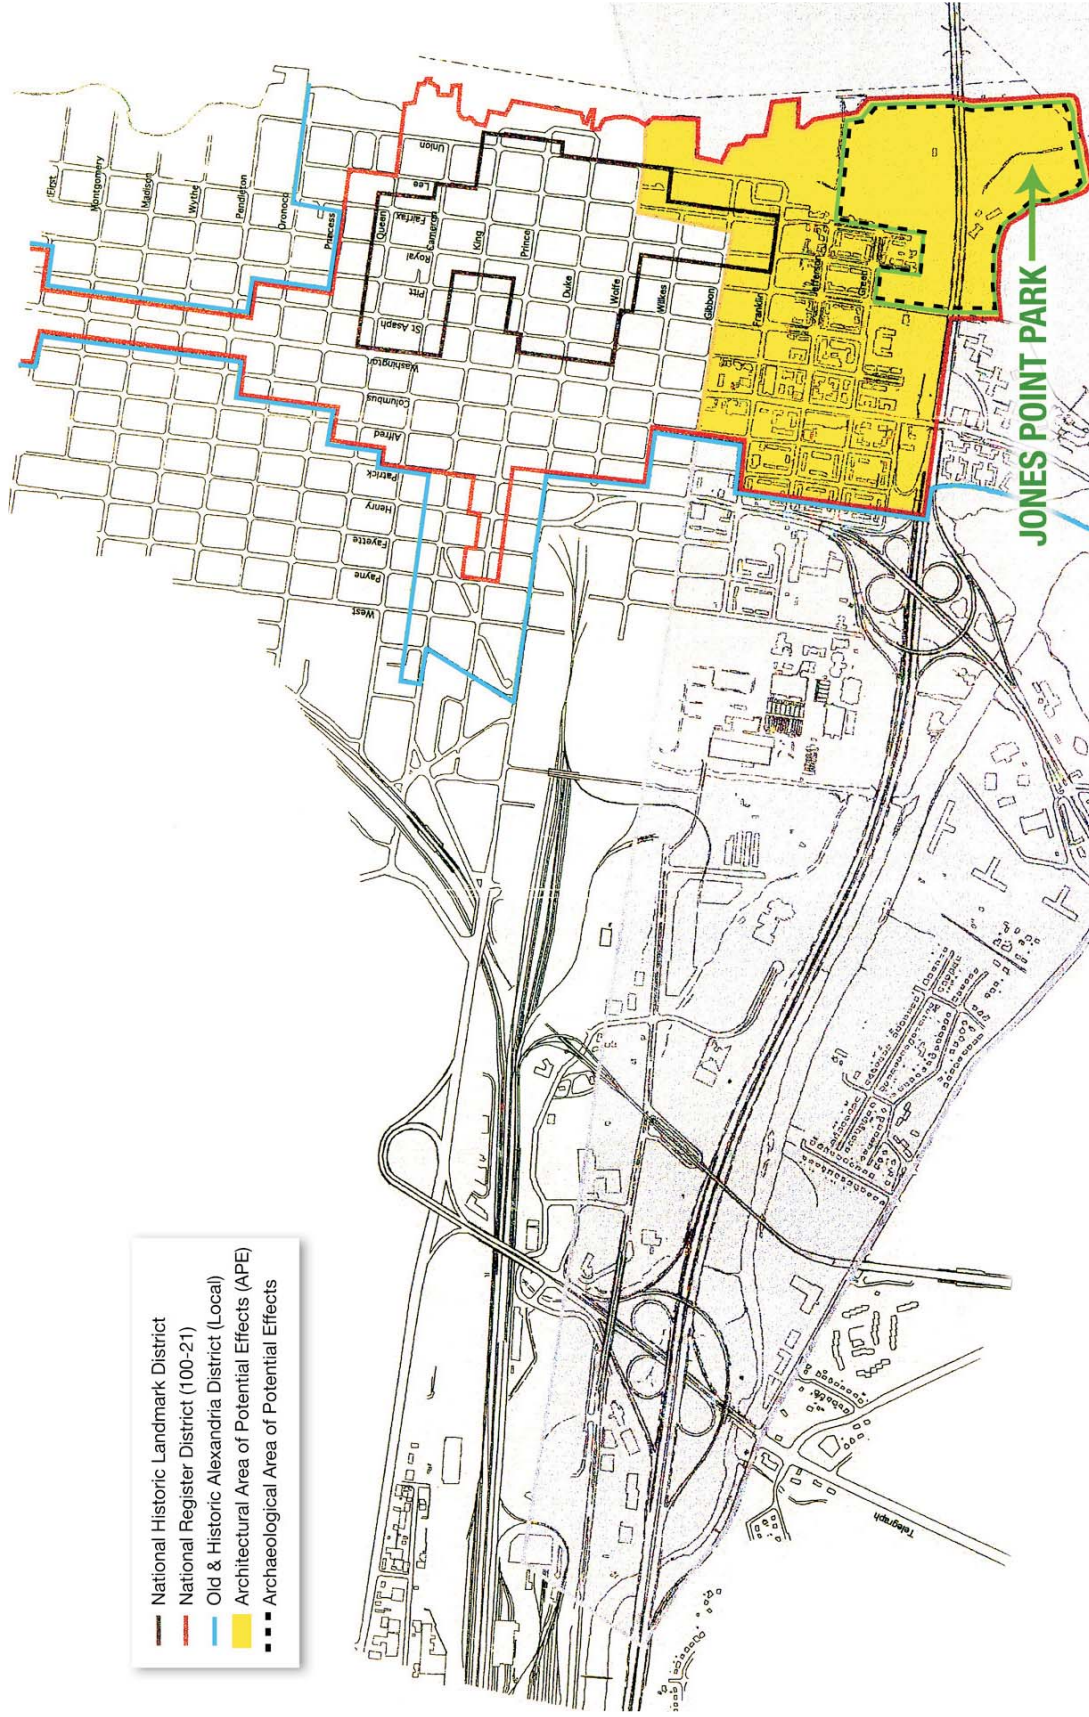 First
Montgomery
Madison
Wythe
Pendleton
Oronoco
Princess
Queen
Cameron
King
Prince
Duke
Wolfe
Wilkes
Gibbon
Franklin
Jefferson
Green
Union
Lee
Fairfax
Royal
Pitt
St Asaph
Washington
Columbus
Alfred
Patrick
Henry
Fayette
Payne
West
Telegraph
JONES POINT PARK
National Historic Landmark District
National Register District (100-21)
Old & Historic Alexandria District (Local)
Architectural Area of Potential Effects (APE)
Archaeological Area of Potential Effects